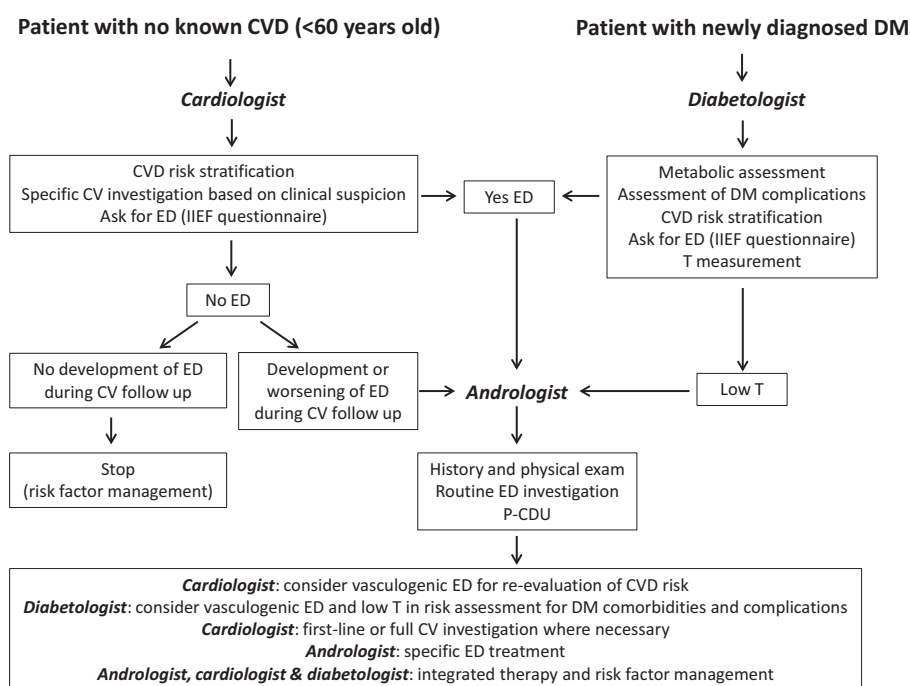 Patient with no known CVD (<60 years old)
Patient with newly diagnosed DM
Cardiologist
Diabetologist
CVD risk stratification
Specific CV investigation based on clinical suspicion
Ask for ED (IIEF questionnaire)
Yes ED
Metabolic assessment
Assessment of DM complications
CVD risk stratification
Ask for ED (IIEF questionnaire)
T measurement
No ED
No development of ED
during CV follow up
Development or
worsening of ED
during CV follow up
Andrologist
Low T
Stop
(risk factor management)
History and physical exam
Routine ED investigation
P-CDU
Cardiologist: consider vasculogenic ED for re-evaluation of CVD risk
Diabetologist: consider vasculogenic ED and low T in risk assessment for DM comorbidities and complications
Cardiologist: first-line or full CV investigation where necessary
Andrologist: specific ED treatment
Andrologist, cardiologist & diabetologist: integrated therapy and risk factor management